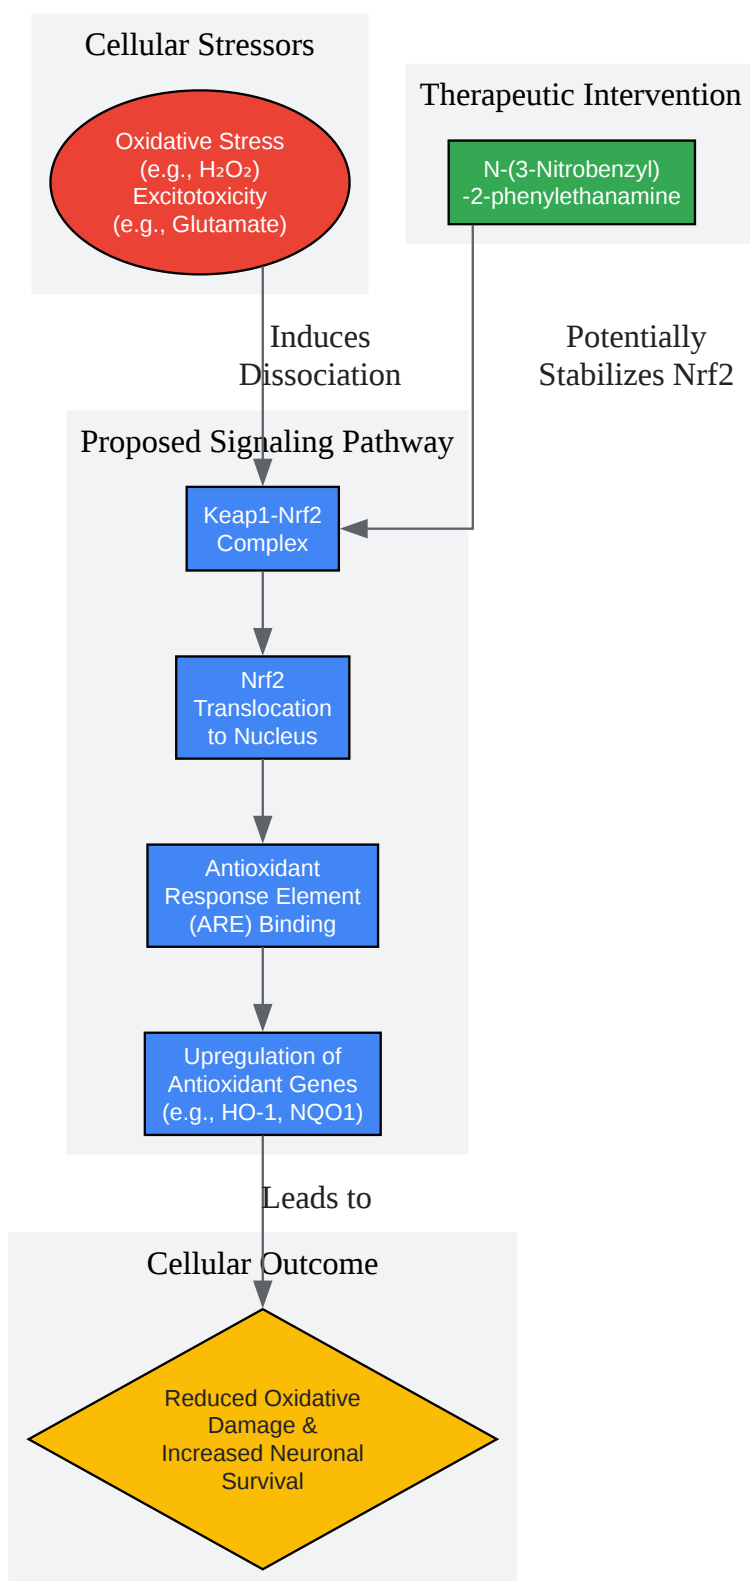 Cellular Stressors
Oxidative Stress
(e.g., H₂O₂)
Excitotoxicity
(e.g., Glutamate)
Therapeutic Intervention
N-(3-Nitrobenzyl)
-2-phenylethanamine
Induces
Dissociation
Potentially
Stabilizes Nrf2
Proposed Signaling Pathway
Keap1-Nrf2
Complex
Nrf2
Translocation
to Nucleus
Antioxidant
Response Element
(ARE) Binding
Upregulation of
Antioxidant Genes
(e.g., HO-1, NQO1)
Leads to
Cellular Outcome
Reduced Oxidative
Damage &
Increased Neuronal
Survival